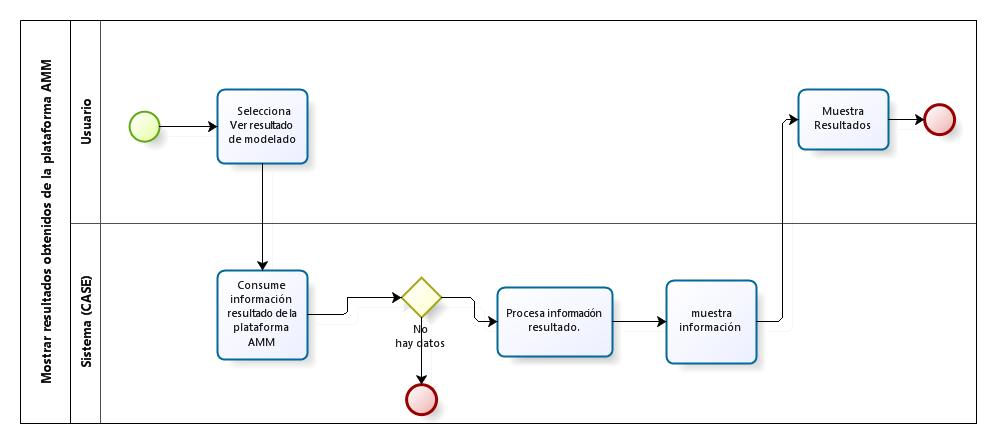 Mostrar resultados obtenidos de la plataforma AMM
Usuario
Selecciona
Ver resultado
de modelado
Muestra
Resultados
Sistema (CASE)
Consume
información
resultado de la
plataforma
AMM
No
hay datos
Procesa información
resultado.
muestra
información